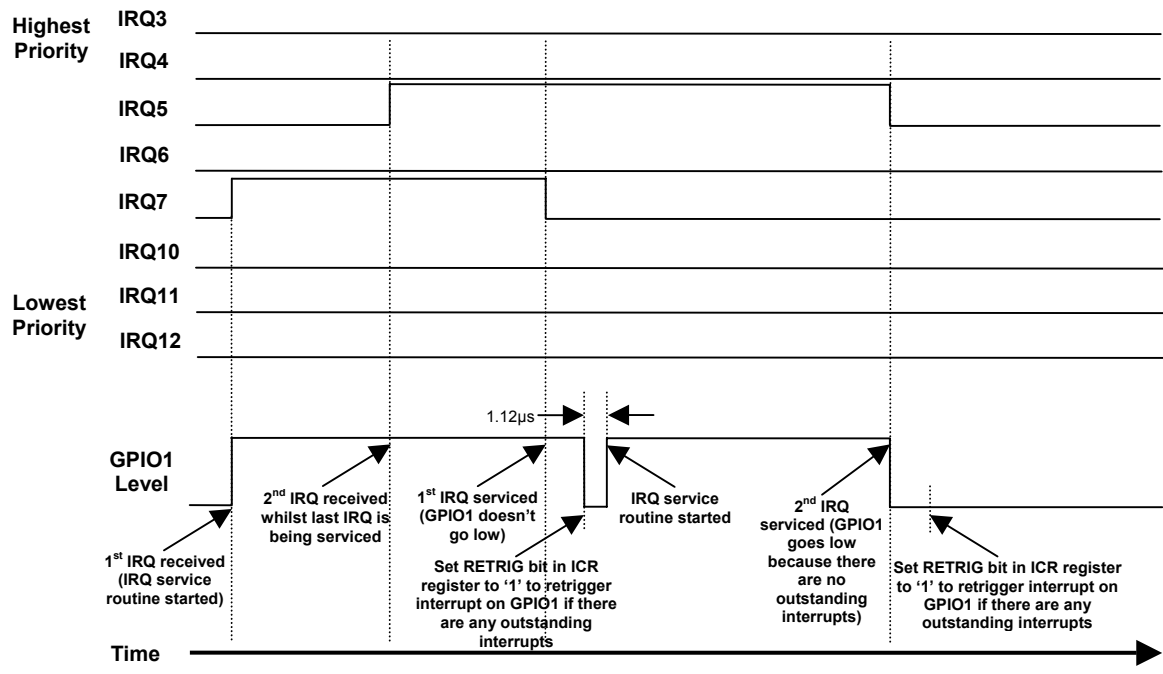 Highest
Priority
IRQ3
IRQ4
IRQ5
IRQ6
IRQ7
IRQ10
Lowest
Priority
IRQ11
IRQ12
1.12µs
GPIO1
Level
1st IRQ received
(IRQ service
routine started)
2nd IRQ received
whilst last IRQ is
being serviced
1st IRQ serviced
(GPIO1 doesn't
go low)
Set RETRIG bit in ICR
register to ‘1’ to retrigger
interrupt on GPIO1 if there
are any outstanding
interrupts
IRQ service
routine started
2nd IRQ
serviced (GPIO1
goes low
because there
are no
outstanding
interrupts)
Set RETRIG bit in ICR register
to ‘1’ to retrigger interrupt on
GPIO1 if there are any
outstanding interrupts
Time